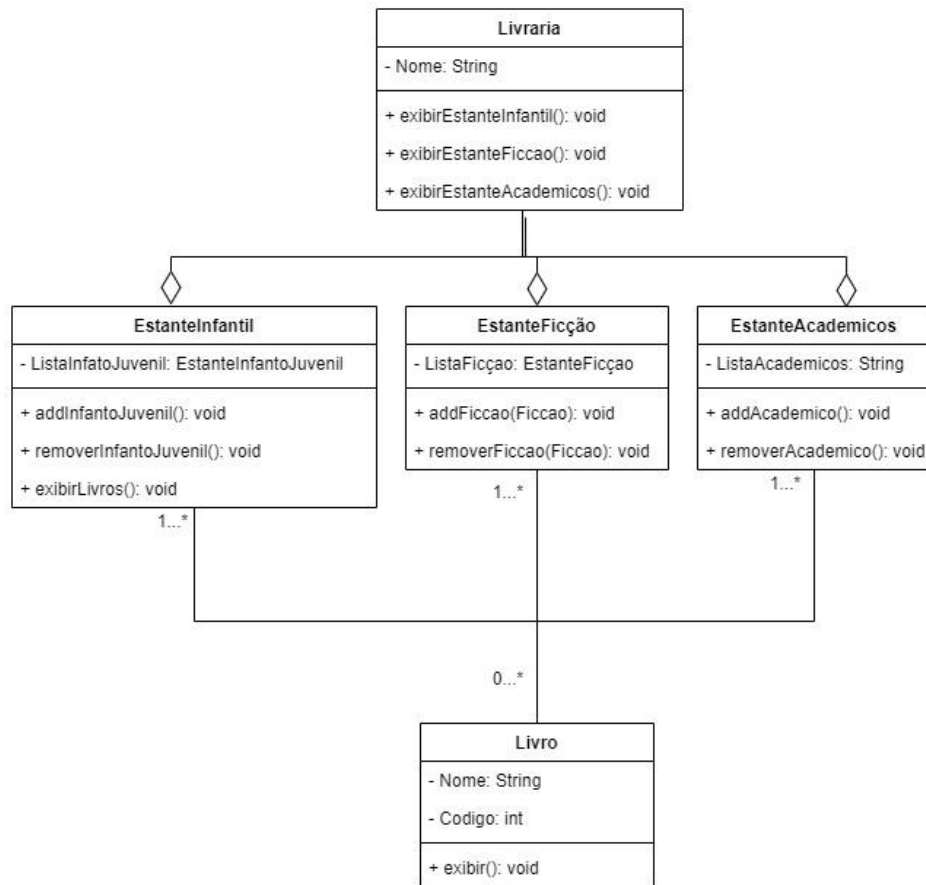 Livraria
- Nome: String
+ exibirEstanteInfantil(): void
+ exibirEstanteFiccao(): void
+ exibirEstanteAcademicos(): void
EstanteInfantil
- ListaInfatoJuvenil: EstanteInfantoJuvenil
+ addInfantoJuvenil(): void
+ removerInfantoJuvenil(): void
+ exibirLivros(): void
1...*
EstanteFicção
- ListaFicçao: EstanteFicçao
+ addFiccao(Ficcao): void
+ removerFiccao(Ficcao): void
1...*
EstanteAcademicos
- ListaAcademicos: String
+ addAcademico(): void
+ removerAcademico(): void
1...*
0...*
Livro
- Nome: String
- Codigo: int
+ exibir(): void